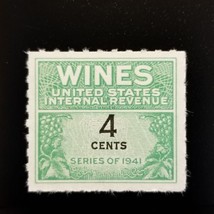 WINES
UNITED STATES
INTERNAL REVENUE
4
CENTS
SERIES OF 1941